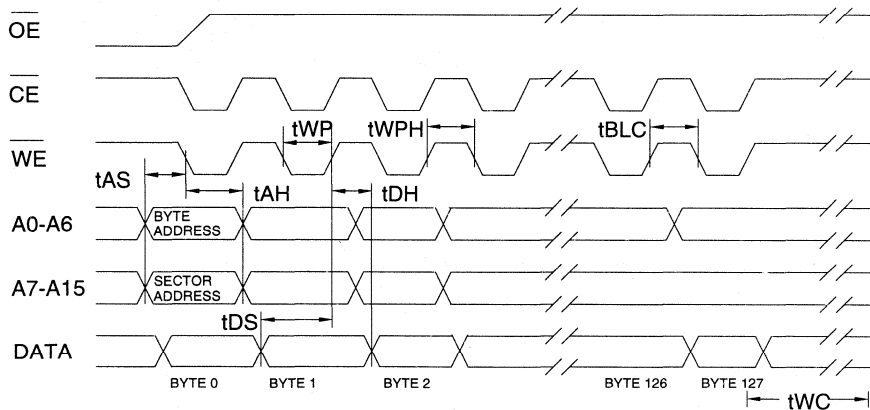 OE
CE
tWP tWPH tBLC
WE
tAS
tAH tDH
A0-A6 BYTE ADDRESS
A7-A15 SECTOR ADDRESS
tDS
DATA
BYTE 0 BYTE 1 BYTE 2 BYTE 126 BYTE 127
tWC